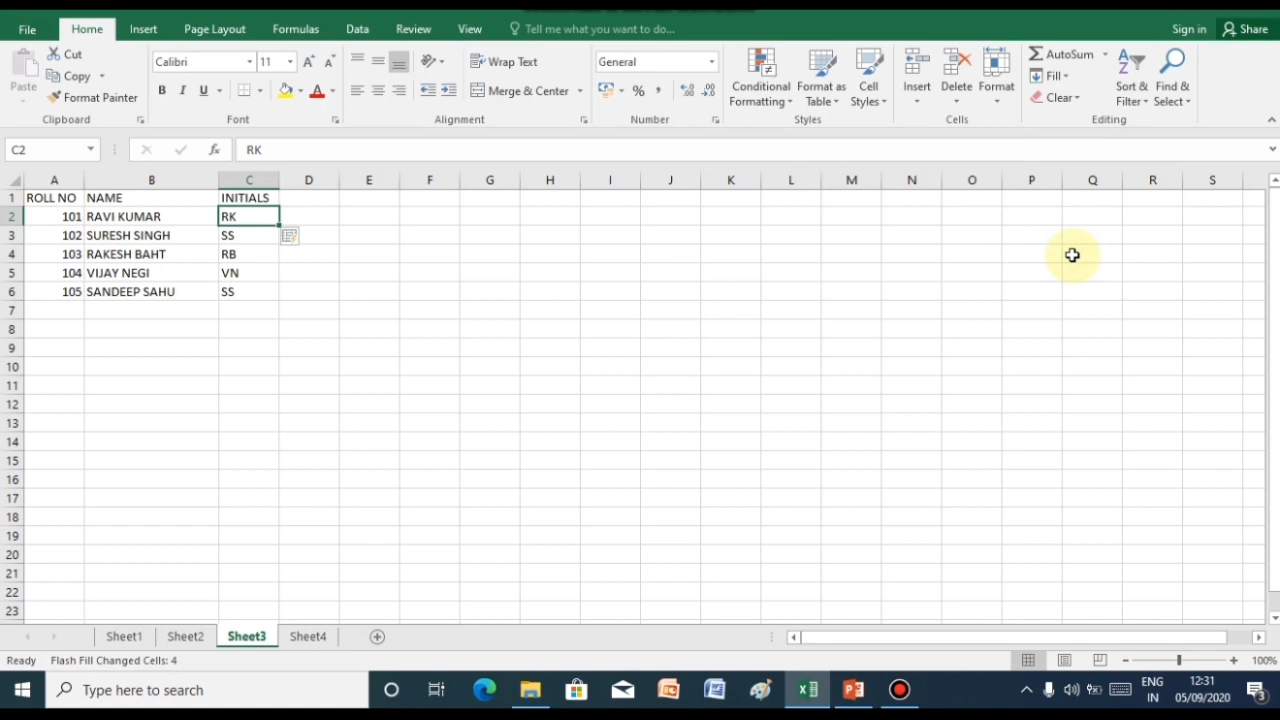 File Home Insert Page Layout Formulas Data Review View Tell me what you want to do... Sign in Share
Cut
Copy
Format Painter
Paste
Clipboard
Calibri 11
B I U
Font
Wrap Text
Merge & Center
Alignment
General
%
Number
Conditional Formatting
Format as Table
Cell Styles
Styles
Insert Delete Format
Cells
AutoSum
Fill
Clear
Sort & Filter
Find & Select
Editing
C2 fx RK
A B C D E F G H I J K L M N O P Q R S
1 ROLL NO NAME INITIALS
2 101 RAVI KUMAR RK
3 102 SURESH SINGH SS
4 103 RAKESH BAHT RB
5 104 VIJAY NEGI VN
6 105 SANDEEP SAHU SS
7
8
9
10
11
12
13
14
15
16
17
18
19
20
21
22
23
Sheet1 Sheet2 Sheet3 Sheet4
Ready Flash Fill Changed Cells: 4 100%
Type here to search
ENG
IN
12:31
05/09/2020
3